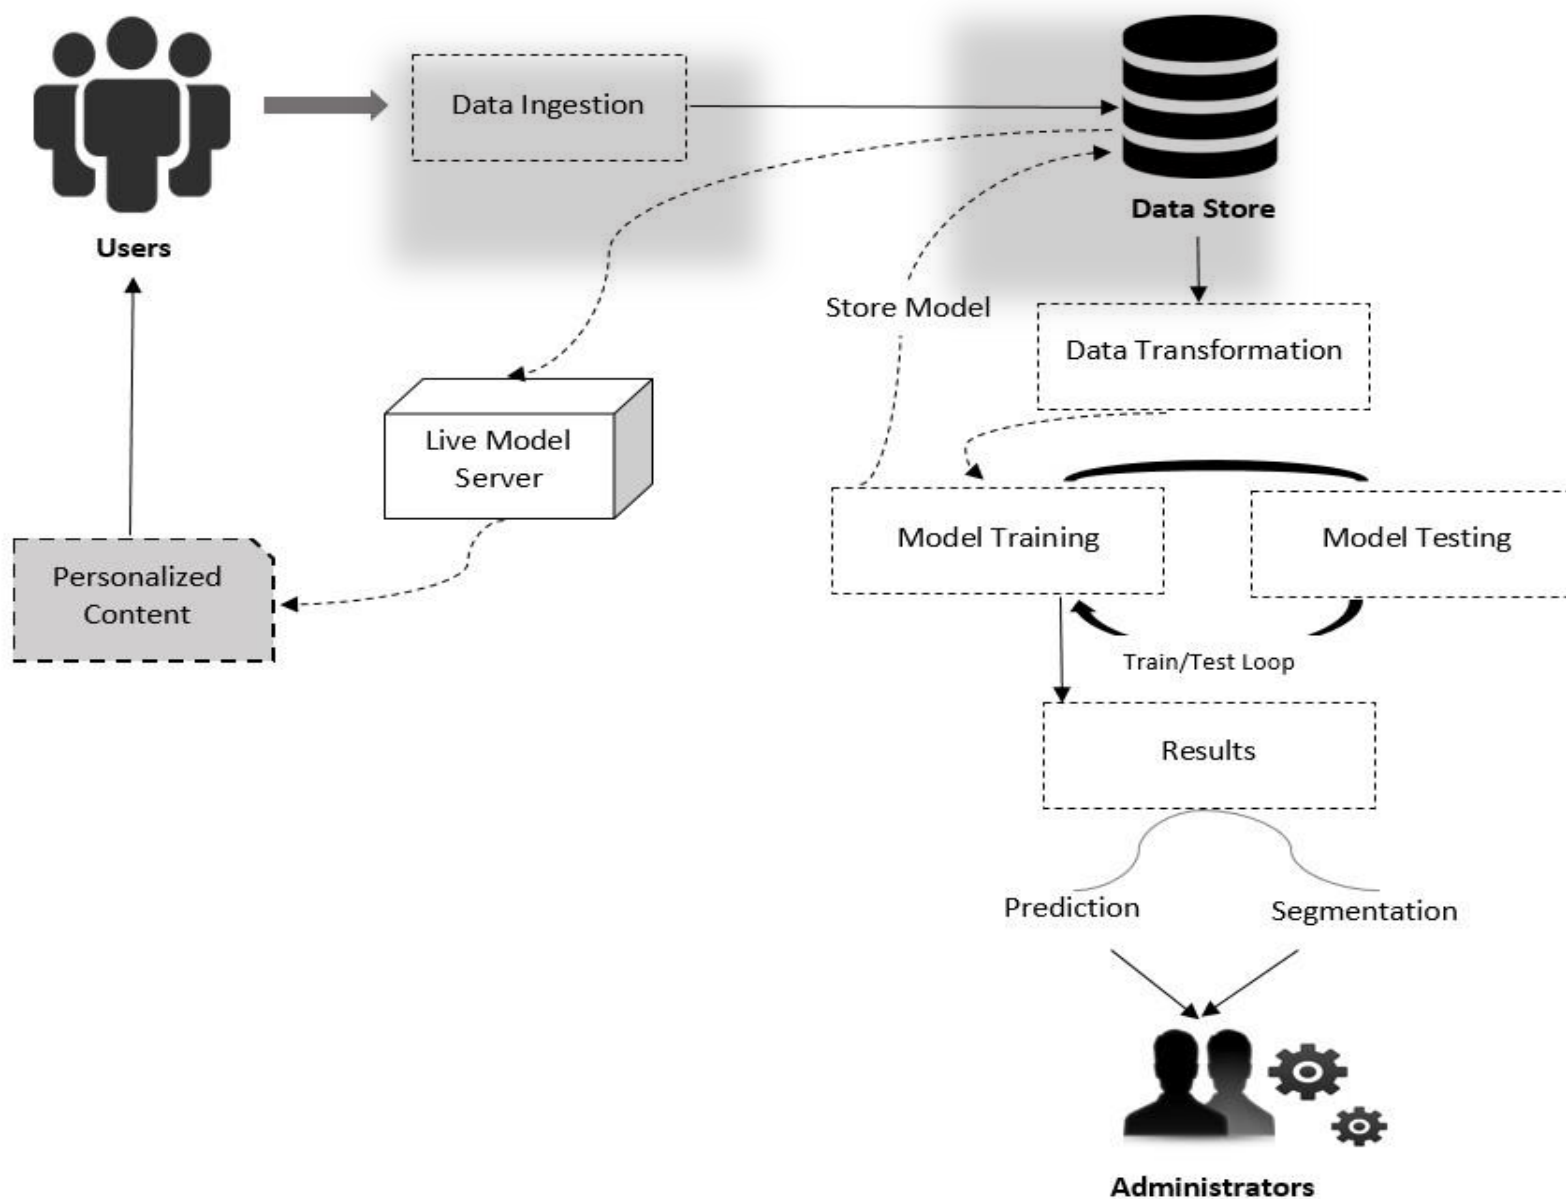 Data Ingestion
Data Store
Users
Store Model
Data Transformation
Live Model
Server
Model Training
Model Testing
Personalized
Content
Train/Test Loop
Results
Prediction
Segmentation
Administrators